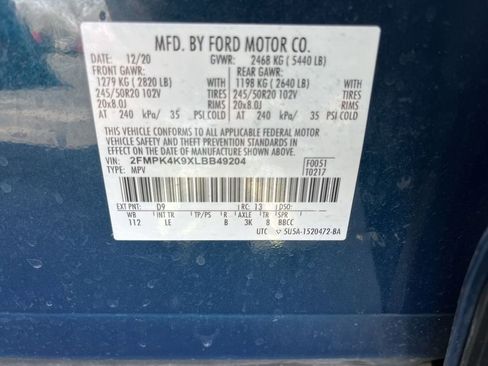 MFD. BY FORD MOTOR CO.
DATE: 12/20 GVWR: 2468 KG (5440 LB)
FRONT GAWR: REAR GAWR:
1279 KG (2820 LB) WITH 1198 KG (2640 LB) WITH
245/50R20 102V TIRES 245/50R20 102V TIRES
20x8.0J RIMS 20x8.0J RIMS
AT 240 kPa/ 35 PSI COLD AT 240 kPa/ 35 PSI COLD
THIS VEHICLE CONFORMS TO ALL APPLICABLE FEDERAL MOTOR
VEHICLE SAFETY AND THEFT PREVENTION STANDARDS IN
EFFECT ON THE DATE OF MANUFACTURE SHOWN ABOVE.
VIN: 2FMPK4K9XLBB49204 F0051
TYPE: MPV T0217
EXT PNT: D9 RC: 13 DSO:
WB INT TR TP/PS R AXLE TR SPR
112 LE B 3K 8 BBCC
UTC 5U5A-1520472-BA